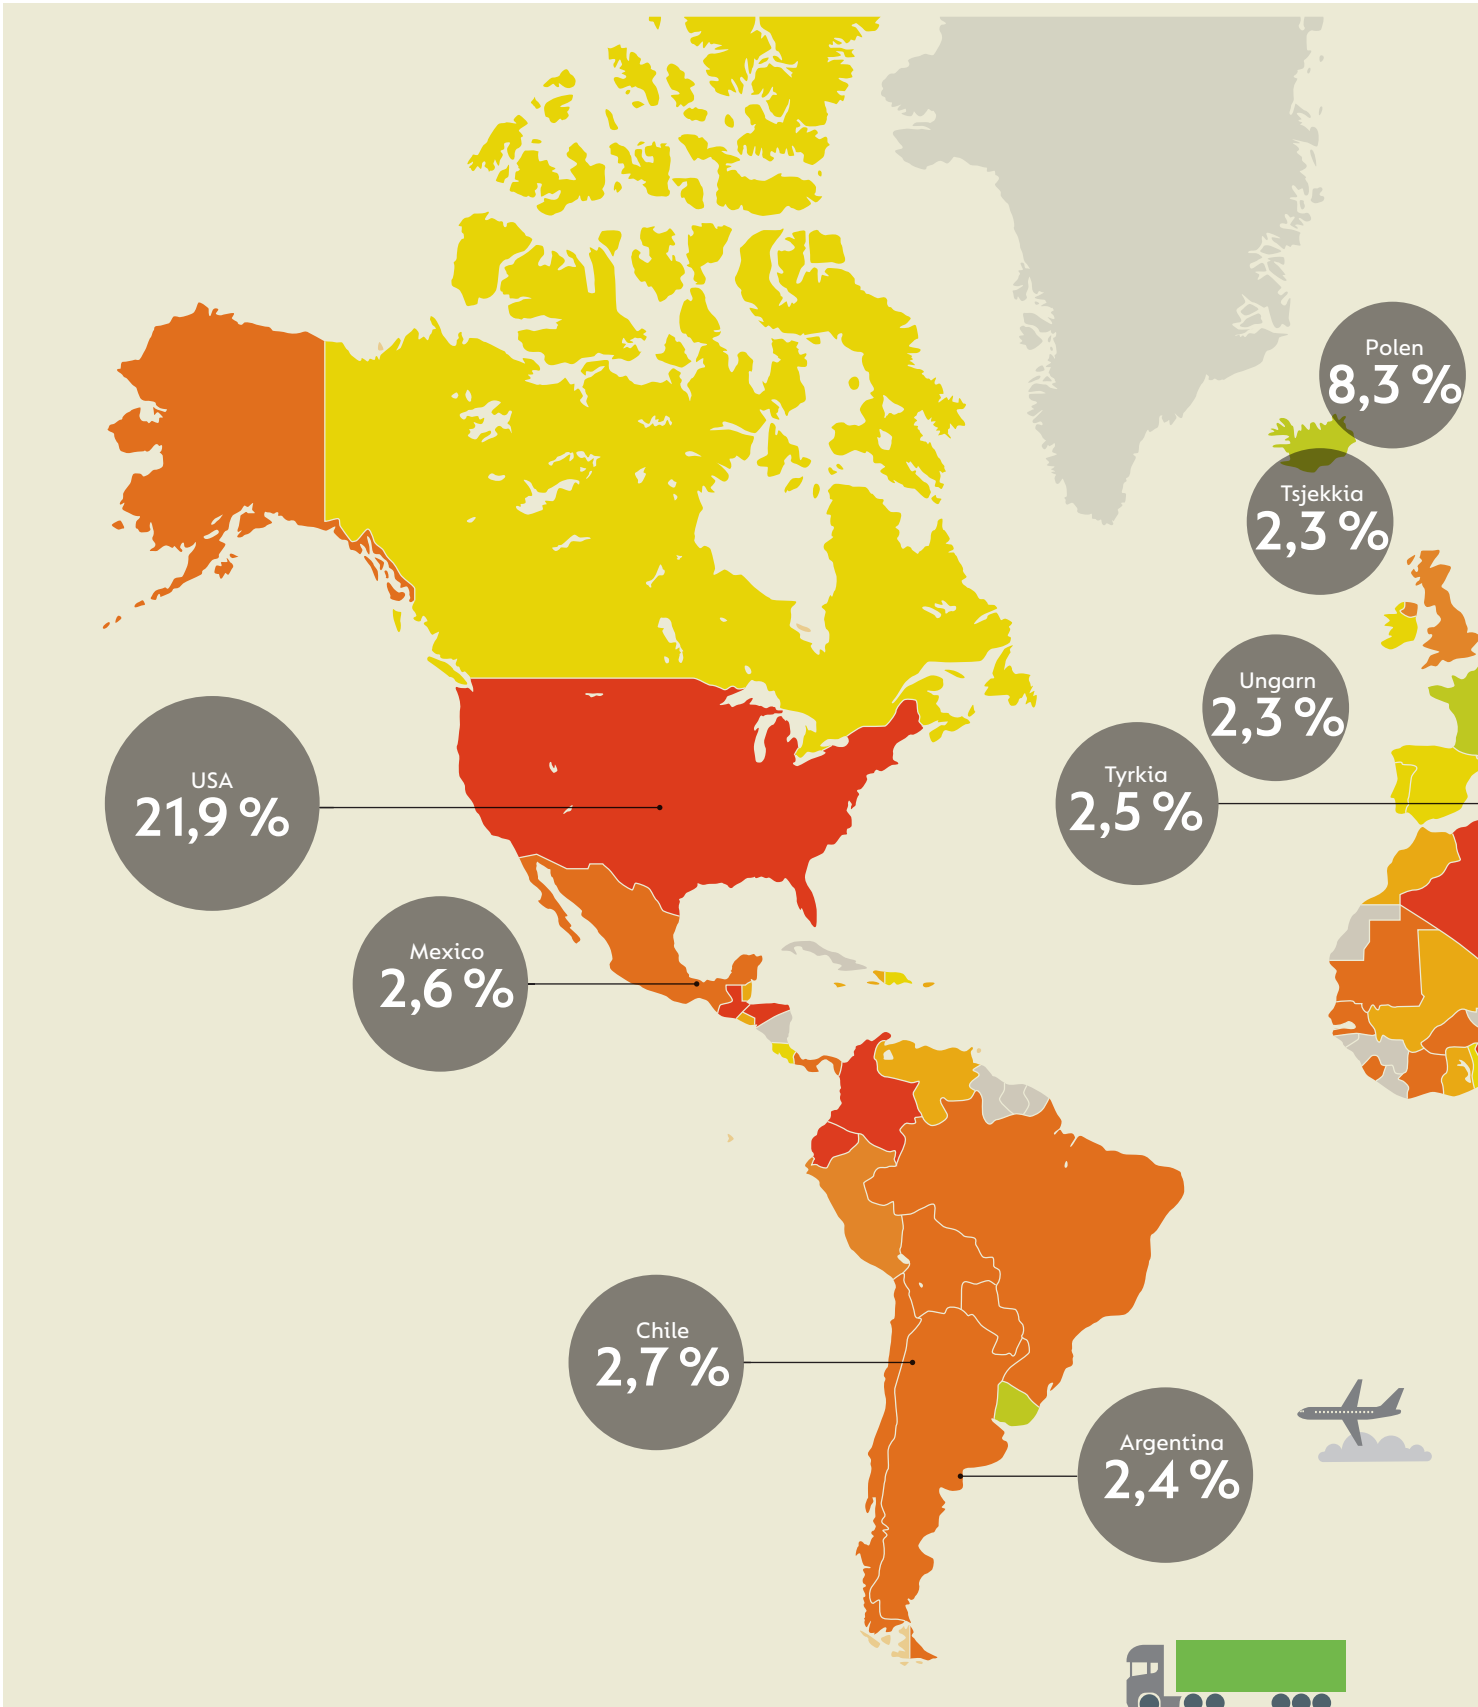 Polen
8,3 %
Tsjekkia
2,3 %
Ungarn
2,3 %
USA
21,9 %
Tyrkia
2,5 %
Mexico
2,6 %
Chile
2,7 %
Argentina
2,4 %